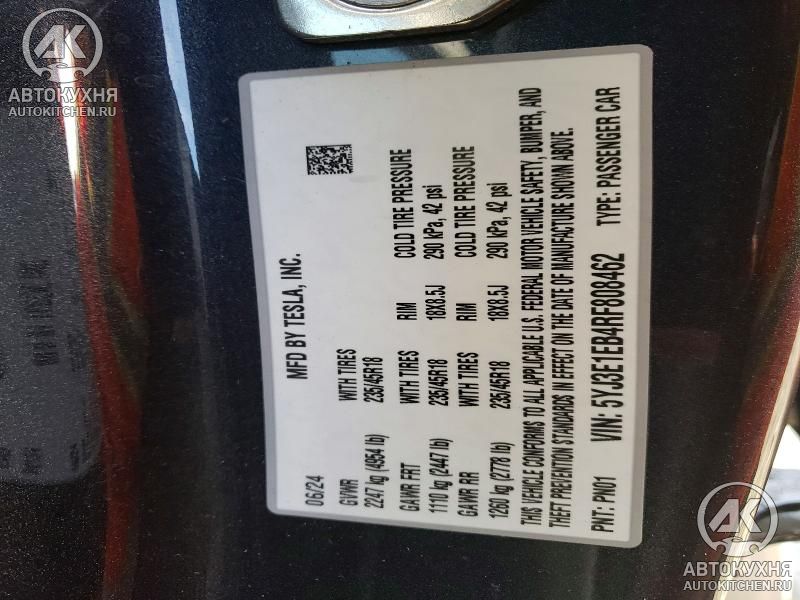 MFD BY TESLA, INC.
06/24
GVWR WITH TIRES RIM COLD TIRE PRESSURE
2247 kg (4954 lb) 235/45R18 18X8.5J 290 kPa, 42 psi
GAWR FRT WITH TIRES RIM COLD TIRE PRESSURE
1110 kg (2447 lb) 235/45R18 18X8.5J 290 kPa, 42 psi
GAWR RR
1260 kg (2778 lb) 235/45R18
THIS VEHICLE CONFORMS TO ALL APPLICABLE U.S. FEDERAL MOTOR VEHICLE SAFETY, BUMPER, AND
THEFT PREVENTION STANDARDS IN EFFECT ON THE DATE OF MANUFACTURE SHOWN ABOVE.
PNT: PN01 VIN: 5YJ3E1EB4RF808462 TYPE: PASSENGER CAR
АК
АВТОКУХНЯ
AUTOKITCHEN.RU
АК
АВТОКУХНЯ
AUTOKITCHEN.RU